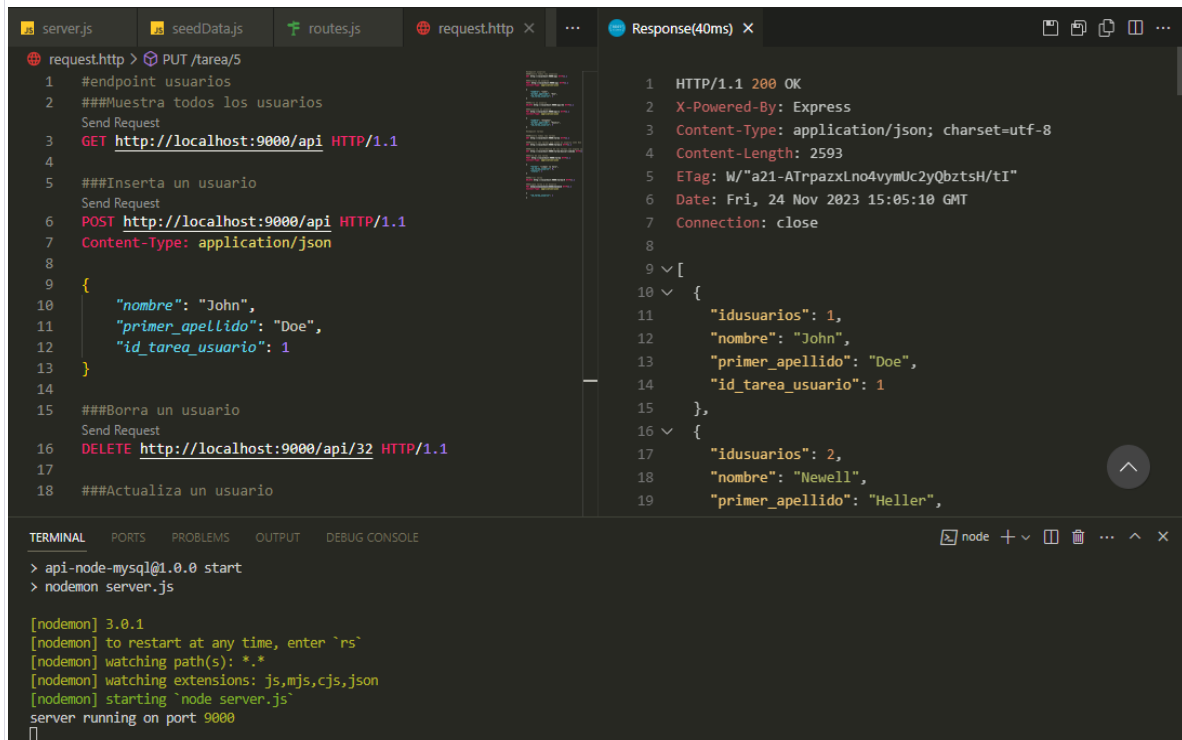 server.js seedData.js routes.js request.http ...
request.http > PUT /tarea/5
1 #endpoint usuarios
2 ###Muestra todos los usuarios
Send Request
3 GET http://localhost:9000/api HTTP/1.1
4
5 ###Inserta un usuario
Send Request
6 POST http://localhost:9000/api HTTP/1.1
7 Content-Type: application/json
8
9 {
10 "nombre": "John",
11 "primer_apellido": "Doe",
12 "id_tarea_usuario": 1
13 }
14
15 ###Borra un usuario
Send Request
16 DELETE http://localhost:9000/api/32 HTTP/1.1
17
18 ###Actualiza un usuario
Response(40ms) ...
1 HTTP/1.1 200 OK
2 X-Powered-By: Express
3 Content-Type: application/json; charset=utf-8
4 Content-Length: 2593
5 ETag: W/"a21-ATrpazxLno4vymUc2yQbztsH/tI"
6 Date: Fri, 24 Nov 2023 15:05:10 GMT
7 Connection: close
8
9 [
10 {
11 "idusuarios": 1,
12 "nombre": "John",
13 "primer_apellido": "Doe",
14 "id_tarea_usuario": 1
15 },
16 {
17 "idusuarios": 2,
18 "nombre": "Newell",
19 "primer_apellido": "Heller",
TERMINAL PORTS PROBLEMS OUTPUT DEBUG CONSOLE node
> api-node-mysql@1.0.0 start
> nodemon server.js
[nodemon] 3.0.1
[nodemon] to restart at any time, enter `rs`
[nodemon] watching path(s): *.*
[nodemon] watching extensions: js,mjs,cjs,json
[nodemon] starting `node server.js`
server running on port 9000